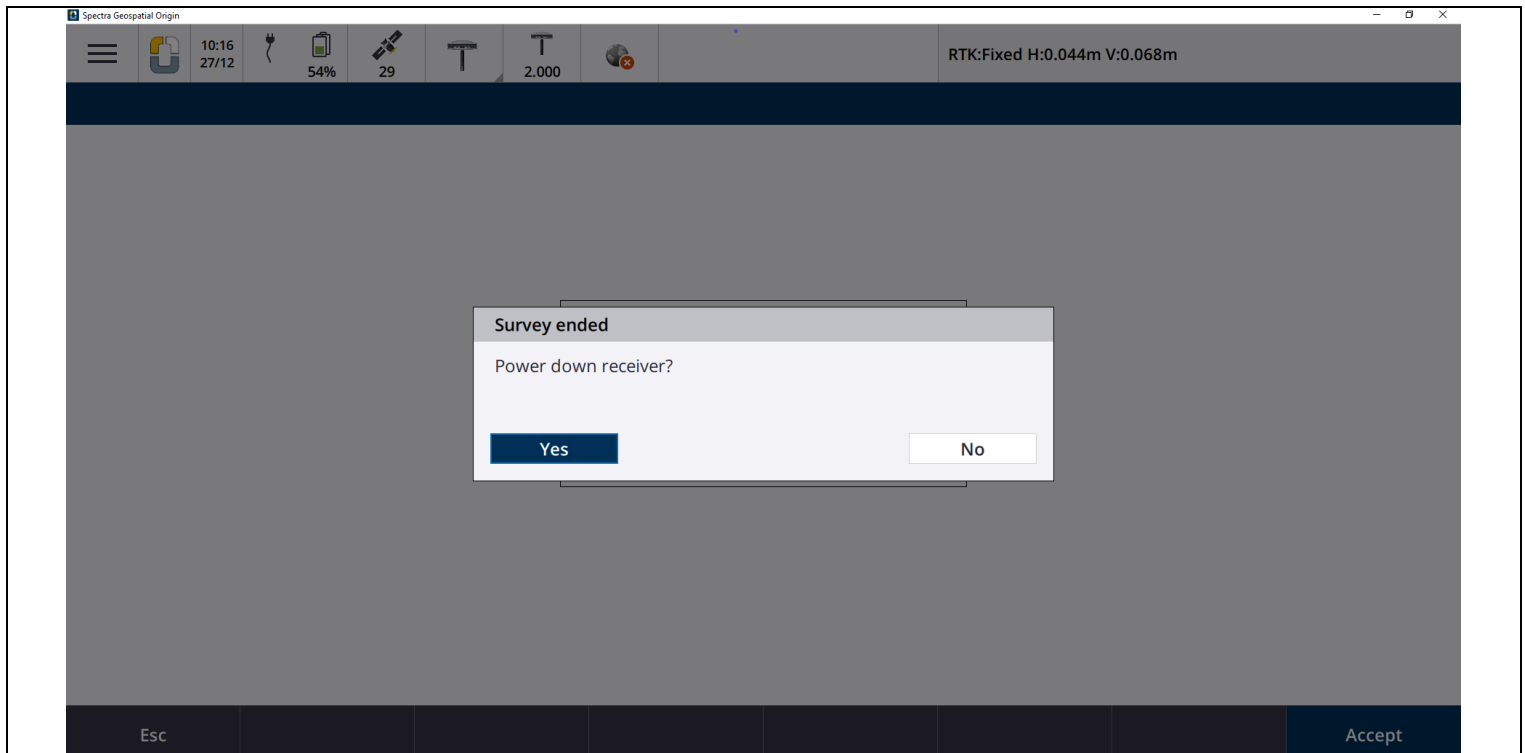 Spectra Geospatial Origin
10:16
27/12
54%
29
2.000
RTK:Fixed H:0.044m V:0.068m
Survey ended
Power down receiver?
Yes No
Esc Accept